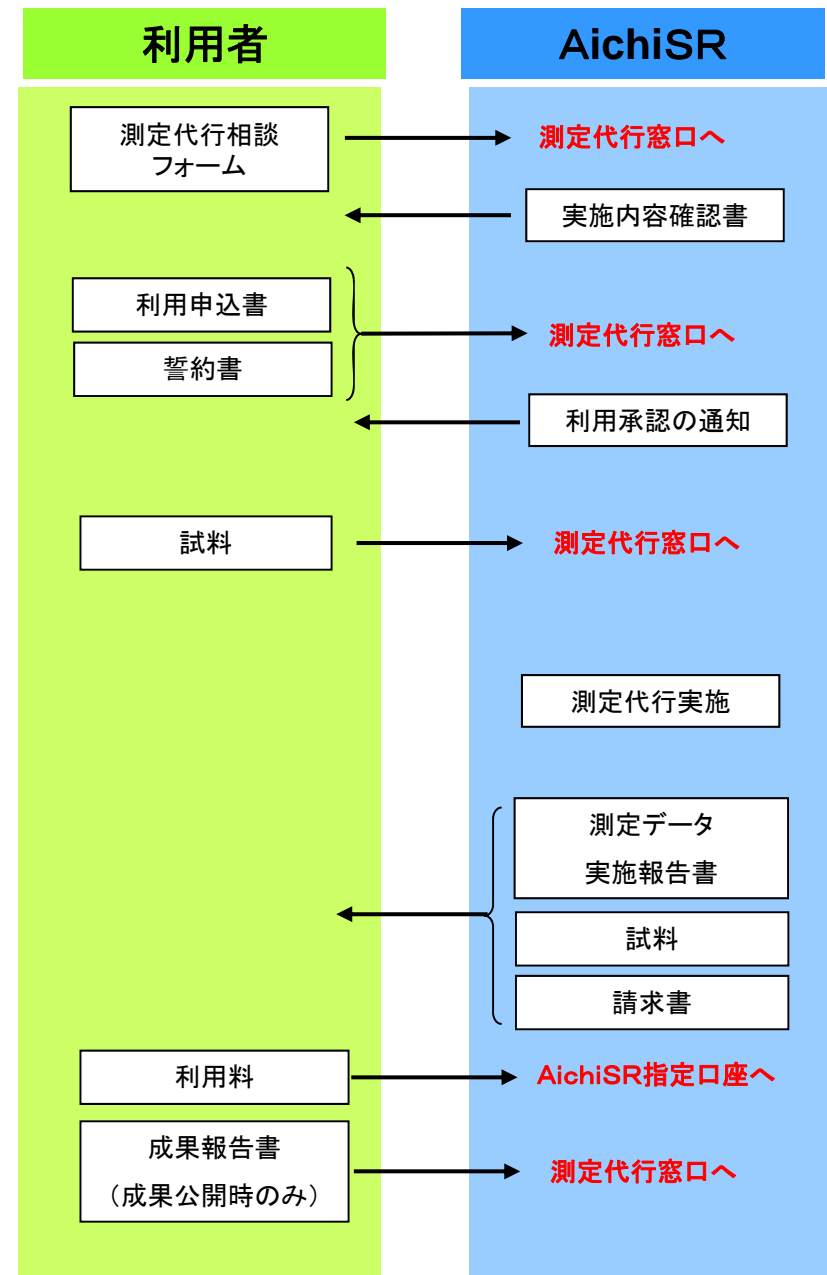 利用者
AichiSR
測定代行相談
フォーム
測定代行窓口へ
実施内容確認書
利用申込書
誓約書
測定代行窓口へ
利用承認の通知
試料
測定代行窓口へ
測定代行実施
測定データ
実施報告書
試料
請求書
利用料
AichiSR指定口座へ
成果報告書
（成果公開時のみ）
測定代行窓口へ